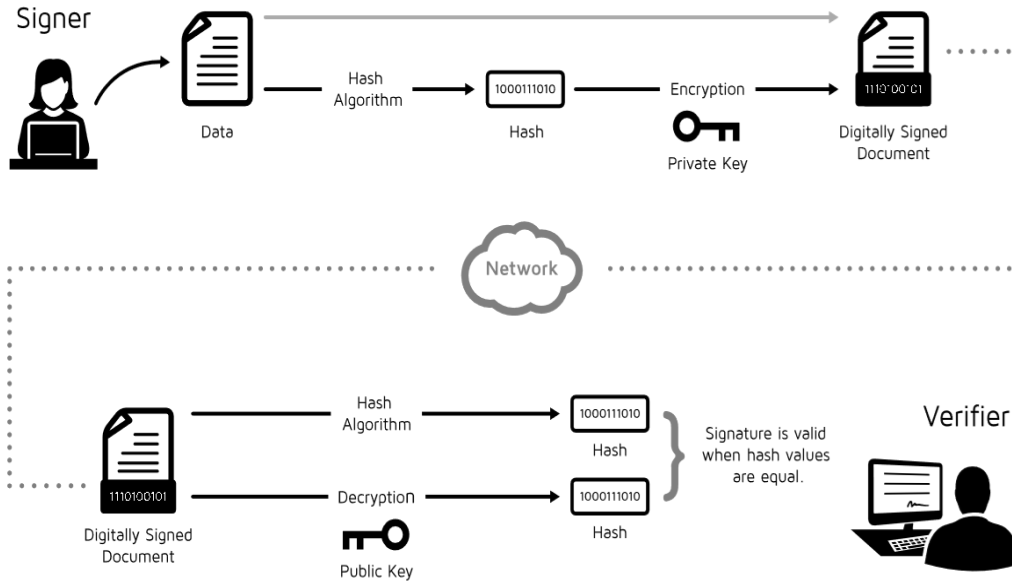 Signer
Data
Hash
Algorithm
1000111010
Hash
Encryption
Private Key
1110100101
Digitally Signed
Document
Network
1110100101
Digitally Signed
Document
Hash
Algorithm
1000111010
Hash
Decryption
Public Key
1000111010
Hash
Signature is valid
when hash values
are equal.
Verifier